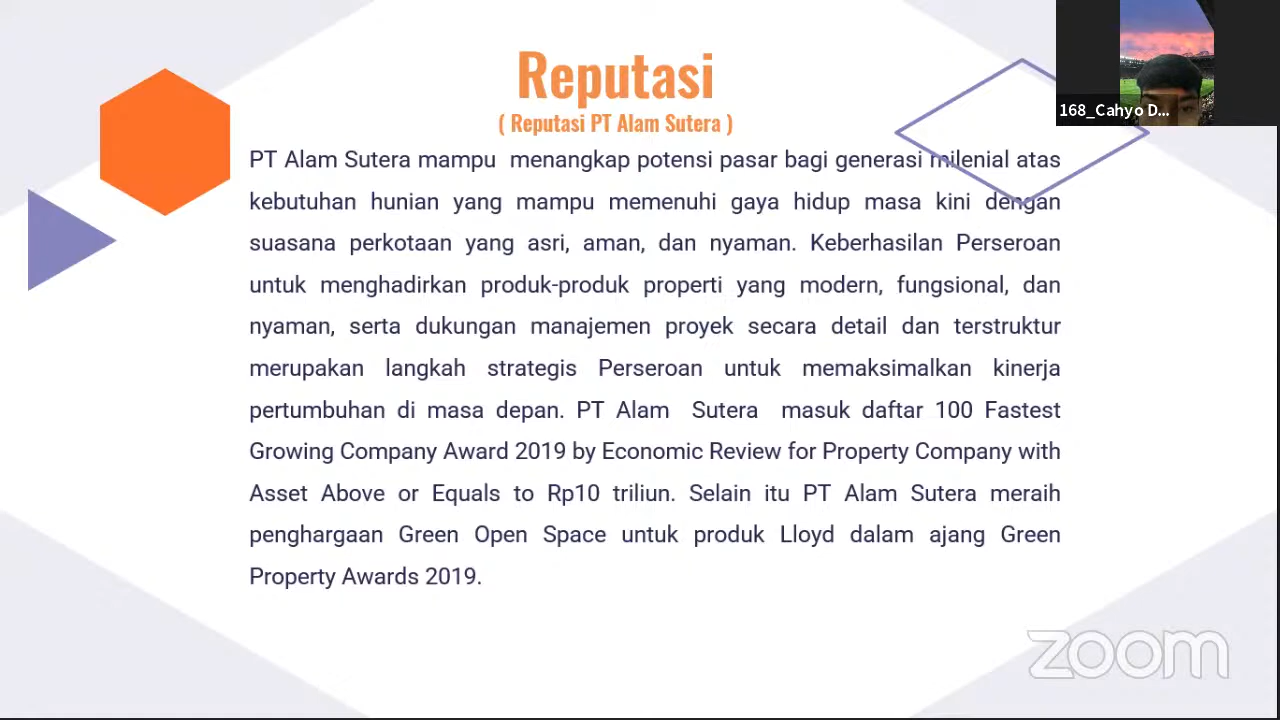 Reputasi
( Reputasi PT Alam Sutera )
168_Cahyo D...
PT Alam Sutera mampu menangkap potensi pasar bagi generasi milenial atas
kebutuhan hunian yang mampu memenuhi gaya hidup masa kini dengan
suasana perkotaan yang asri, aman, dan nyaman. Keberhasilan Perseroan
untuk menghadirkan produk-produk properti yang modern, fungsional, dan
nyaman, serta dukungan manajemen proyek secara detail dan terstruktur
merupakan langkah strategis Perseroan untuk memaksimalkan kinerja
pertumbuhan di masa depan. PT Alam Sutera masuk daftar 100 Fastest
Growing Company Award 2019 by Economic Review for Property Company with
Asset Above or Equals to Rp10 triliun. Selain itu PT Alam Sutera meraih
penghargaan Green Open Space untuk produk Lloyd dalam ajang Green
Property Awards 2019.
zoom